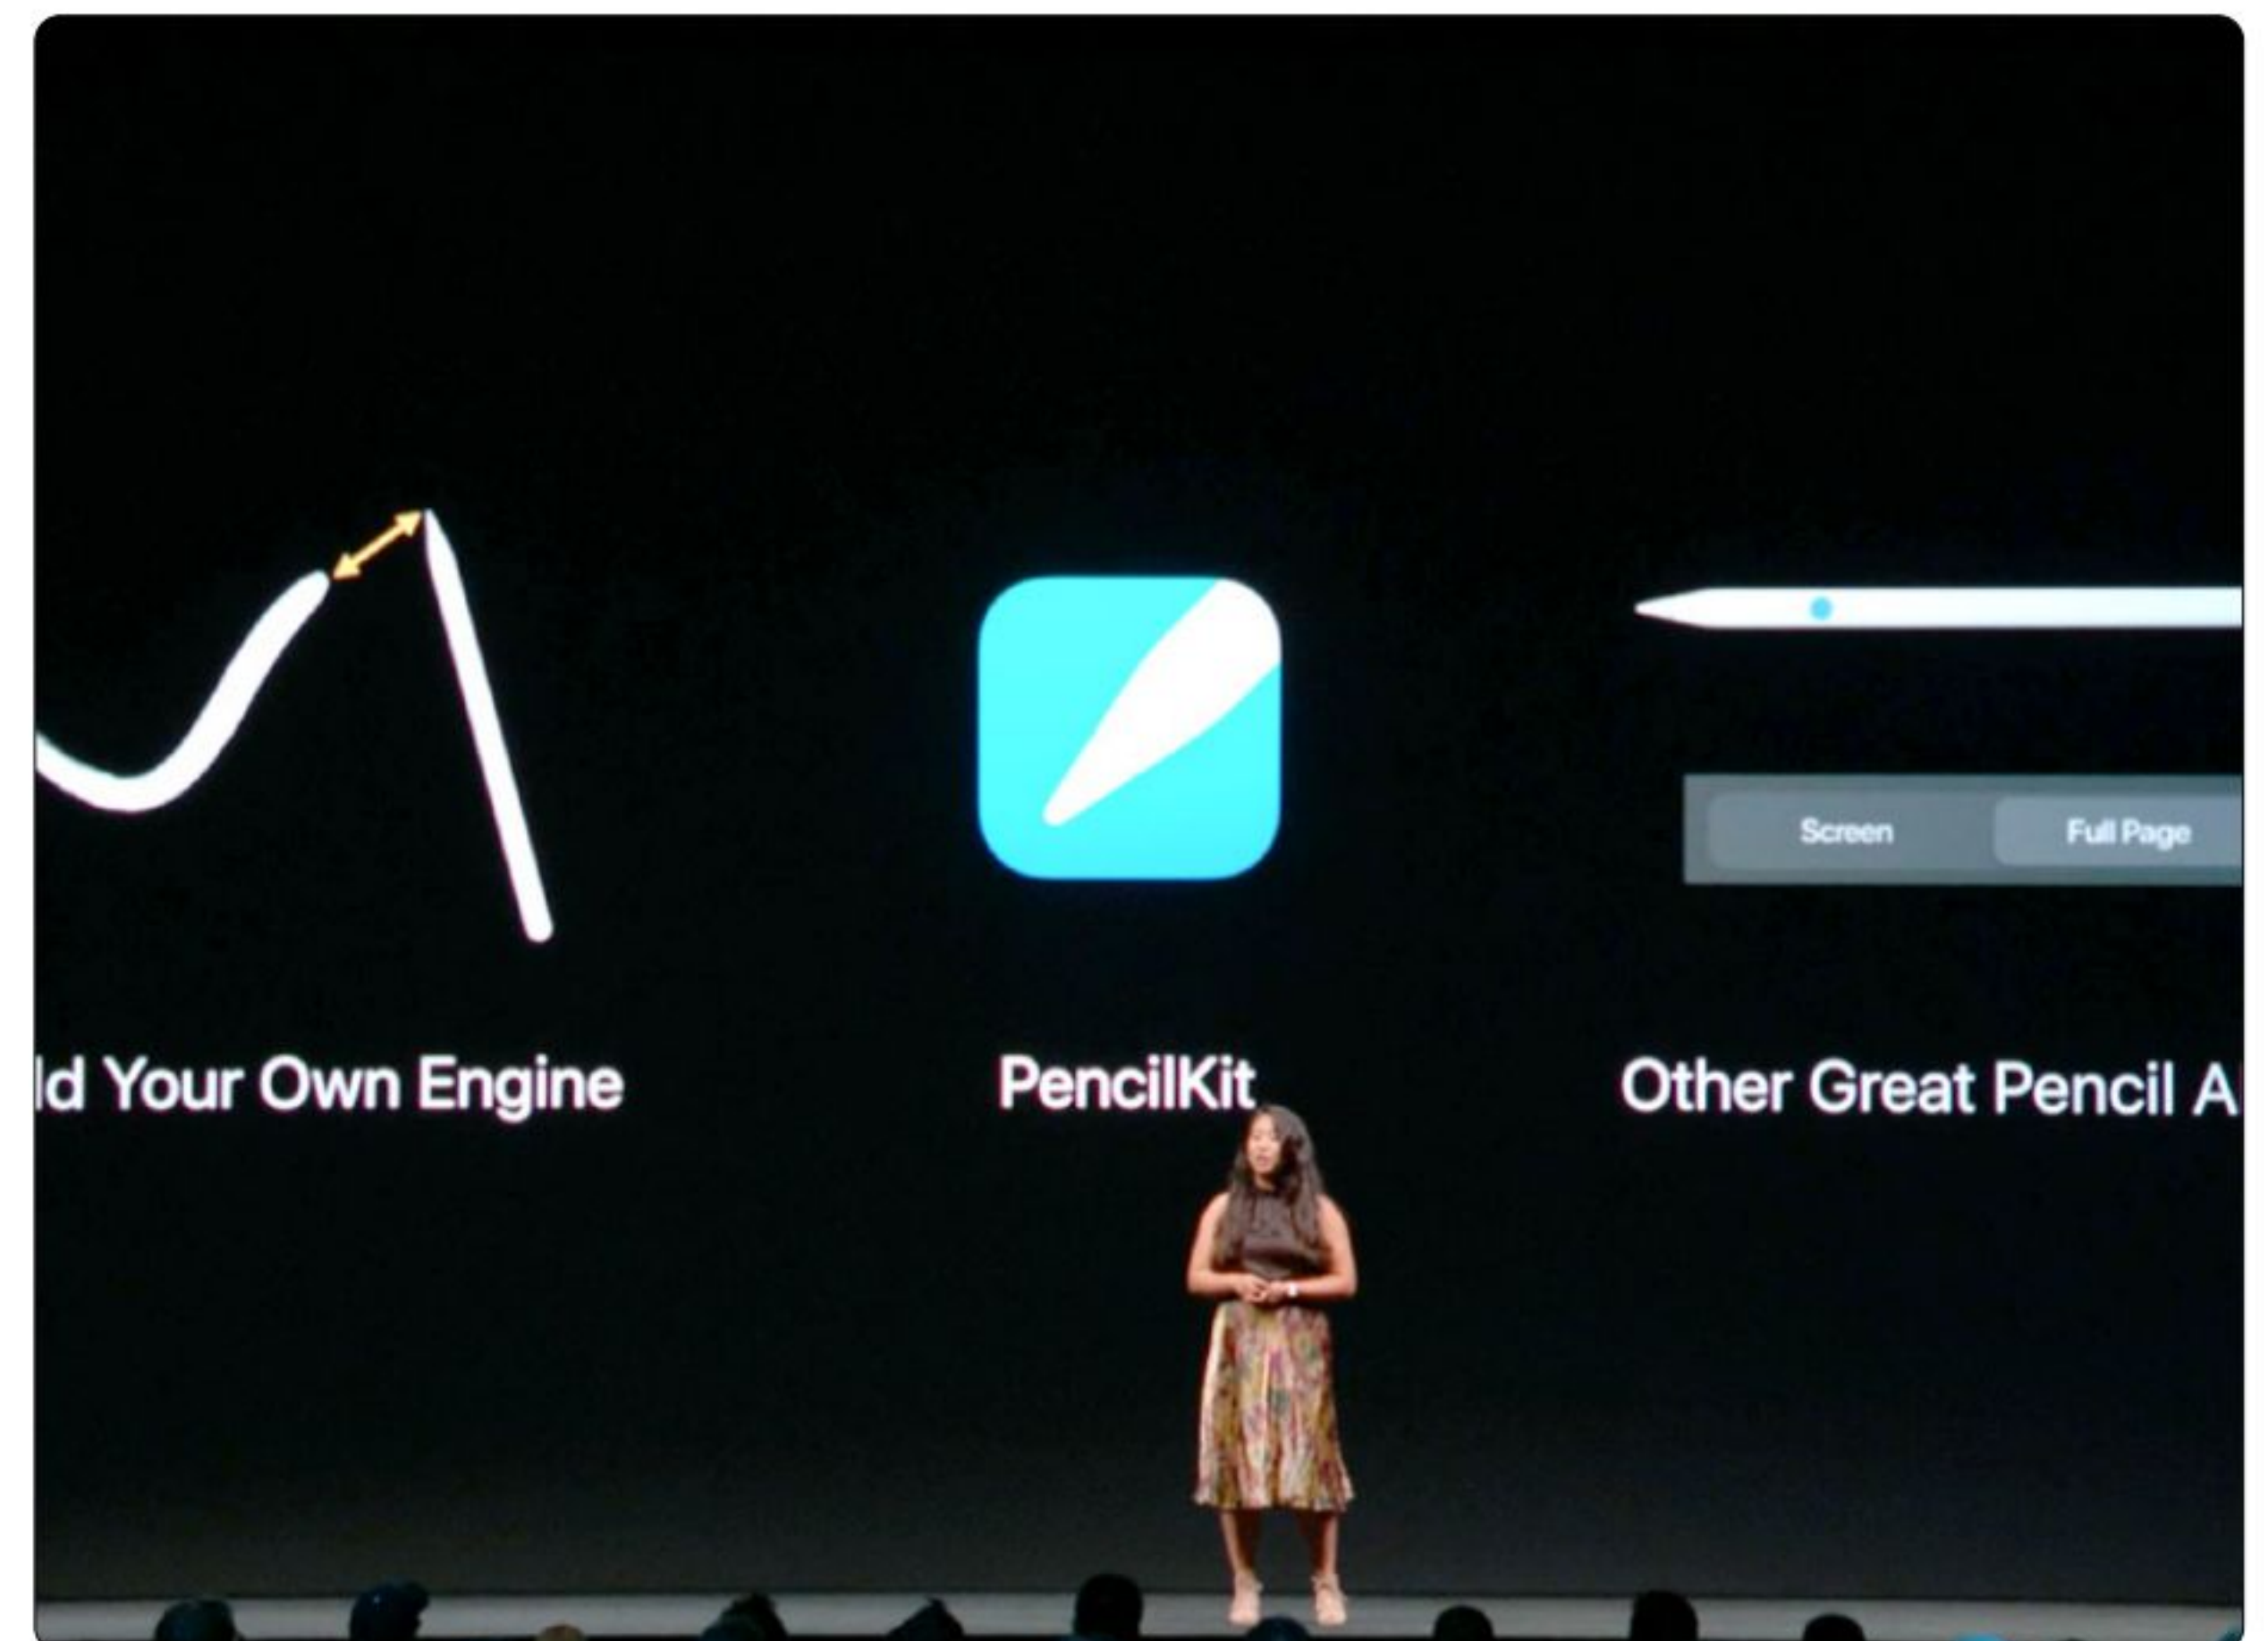 Screen
Full Page
ld Your Own Engine
PencilKit
Other Great Pencil A